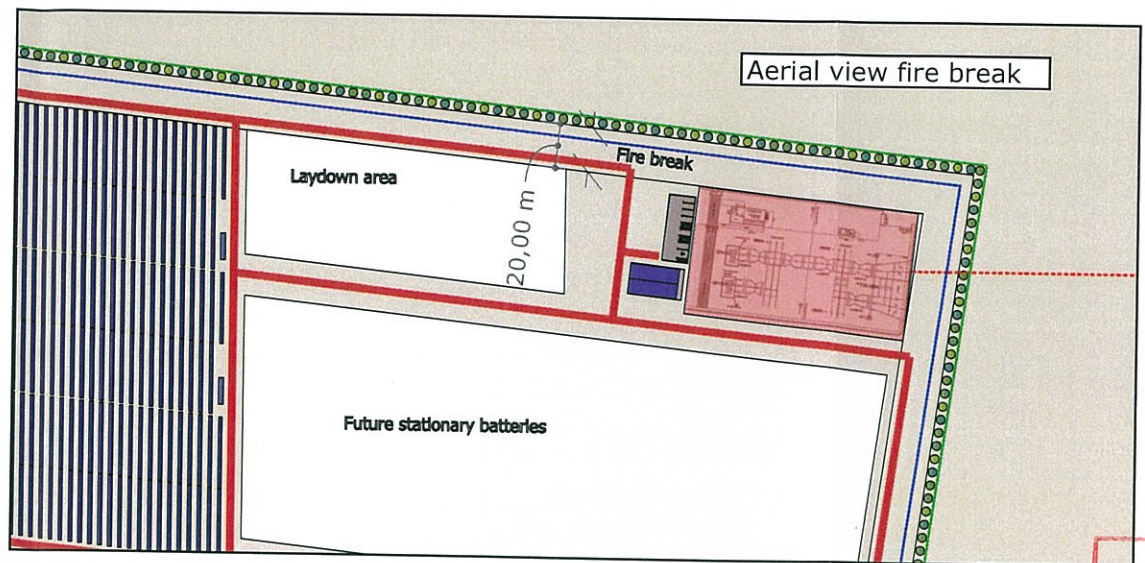 Aerial view fire break
Fire break
Laydown area
20,00 m
Future stationary batteries